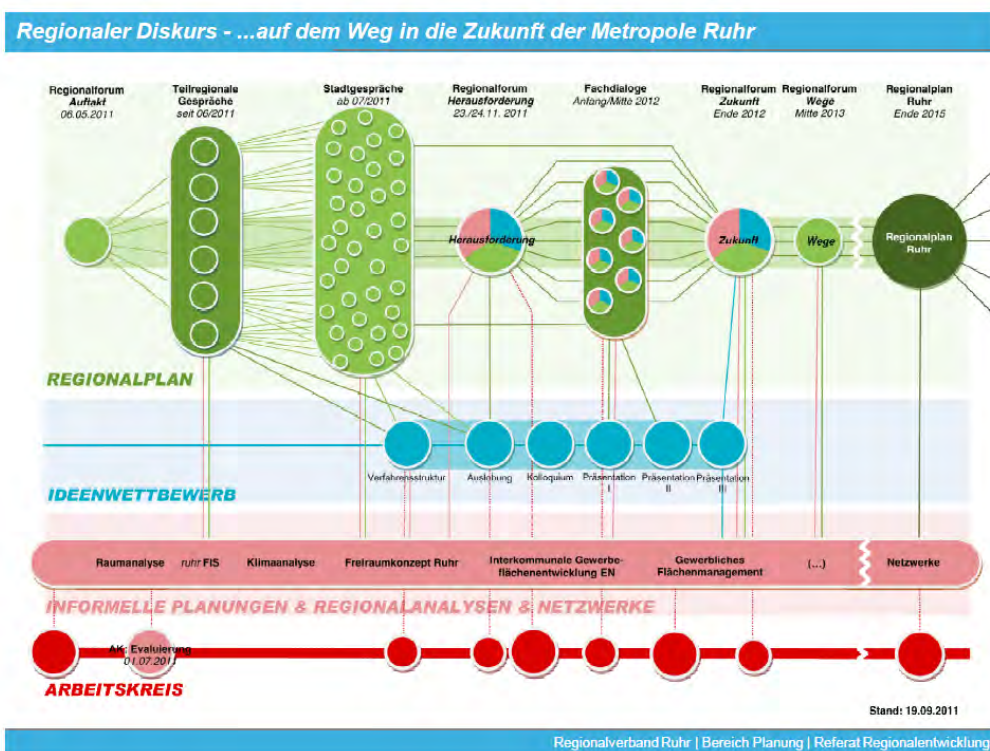 Regionaler Diskurs - ...auf dem Weg in die Zukunft der Metropole Ruhr
Regionalforum
Auftakt
06.05.2011
Teilregionale
Gespräche
seit 06/2011
Stadtgespräche
ab 07/2011
Regionalforum
Herausforderung
23./24.11. 2011
Fachdialoge
Anfang/Mitte 2012
Regionalforum
Zukunft
Ende 2012
Regionalforum
Wege
Mitte 2013
Regionalplan
Ruhr
Ende 2015
Herausforderung
Zukunft
Wege
Regionalplan
Ruhr
REGIONALPLAN
Verfahrensstruktur
Auslobung
Kolloquium
Präsentation
I
Präsentation
II
Präsentation
III
IDEENWETTBEWERB
Raumanalyse
ruhr FIS
Klimaanalyse
Freiraumkonzept Ruhr
Interkommunale Gewerbe-
flächenentwicklung EN
Gewerbliches
Flächenmanagement
(...)
Netzwerke
INFORMELLE PLANUNGEN & REGIONALANALYSEN & NETZWERKE
AK: Evaluierung
01.07.2011
ARBEITSKREIS
Stand: 19.09.2011
Regionalverband Ruhr | Bereich Planung | Referat Regionalentwicklung